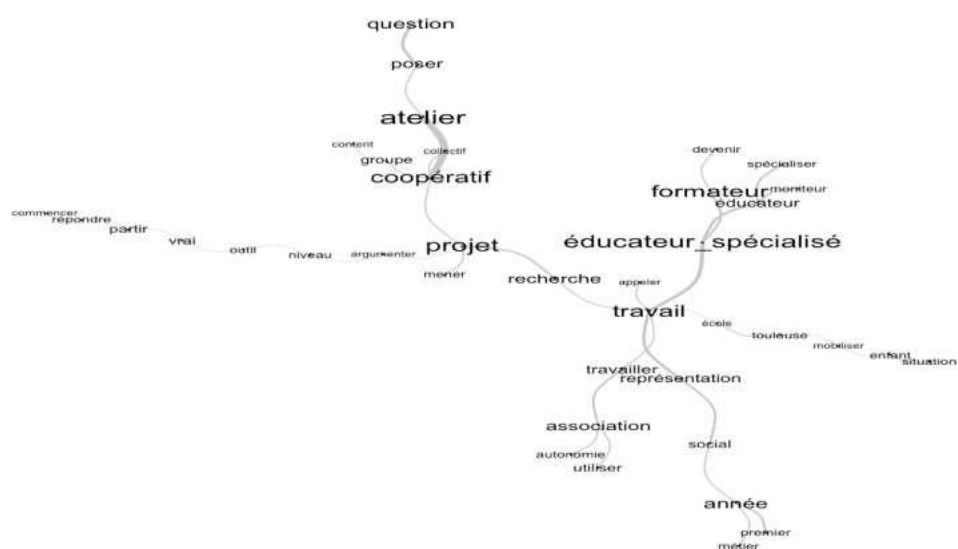 question
poser
atelier
content
collectif
groupe
coopératif
devenir
spécialiser
formateur
moniteur
éducateur
commencer
répondre
partir
vrai
outil
niveau
argumenter
projet
éducateur_spécialisé
mener
recherche
appeler
travail
école
toulouse
mobiliser
enfant
situation
travailler
représentation
association
social
autonomie
utiliser
année
premier
métier